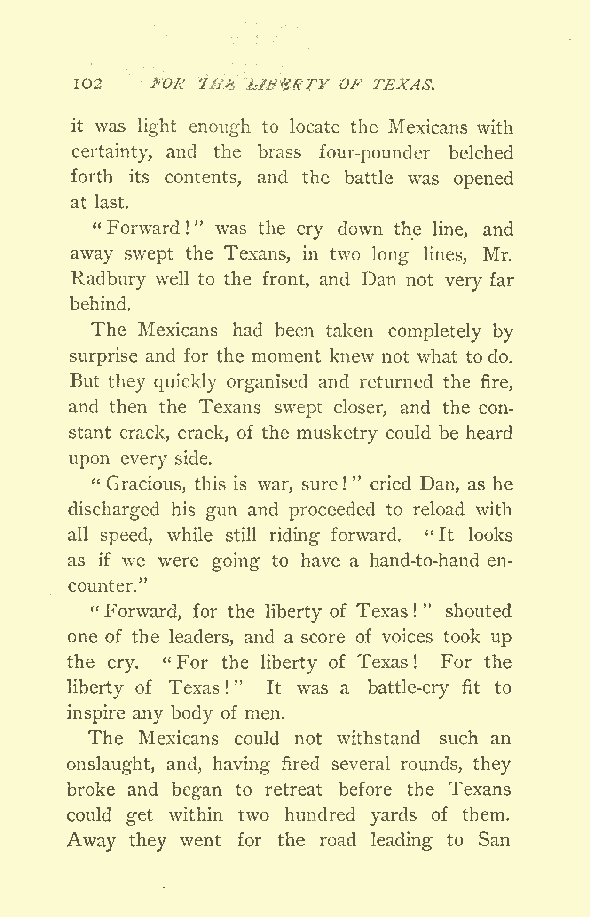 102 FOR THE LIBERTY OF TEXAS.
it was light enough to locate the Mexicans with
certainty, and the brass four-pounder belched
forth its contents, and the battle was opened
at last.
"Forward!" was the cry down the line, and
away swept the Texans, in two long lines, Mr.
Radbury well to the front, and Dan not very far
behind.
The Mexicans had been taken completely by
surprise and for the moment knew not what to do.
But they quickly organised and returned the fire,
and then the Texans swept closer, and the con-
stant crack, crack, of the musketry could be heard
upon every side.
"Gracious, this is war, sure!" cried Dan, as he
discharged his gun and proceeded to reload with
all speed, while still riding forward. "It looks
as if we were going to have a hand-to-hand en-
counter."
"Forward, for the liberty of Texas!" shouted
one of the leaders, and a score of voices took up
the cry. "For the liberty of Texas! For the
liberty of Texas!" It was a battle-cry fit to
inspire any body of men.
The Mexicans could not withstand such an
onslaught, and, having fired several rounds, they
broke and began to retreat before the Texans
could get within two hundred yards of them.
Away they went for the road leading to San